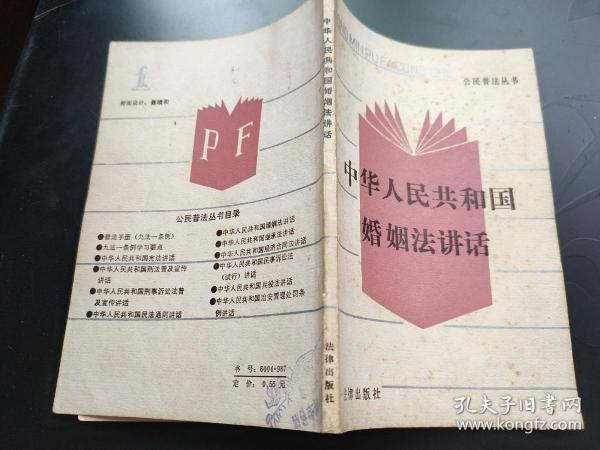 公民普法丛书
中华人民共和国
婚姻法讲话
法律出版社
中华人民共和国婚姻法讲话
法律出版社
封面设计：
P F
公民普法丛书目录
●普法手册（九法一条例）
●九法一条例学习要点
●中华人民共和国宪法讲话
●中华人民共和国刑法普及宣传
讲话
●中华人民共和国刑事诉讼法普
及宣传讲话
●中华人民共和国民法通则讲话
●中华人民共和国婚姻法讲话
●中华人民共和国继承法讲话
●中华人民共和国经济合同法讲话
●中华人民共和国民事诉讼法
（试行）讲话
●中华人民共和国兵役法讲话
●中华人民共和国治安管理处罚条
例讲话
书 号：6004·987
定 价：0.55 元
孔夫子旧书网